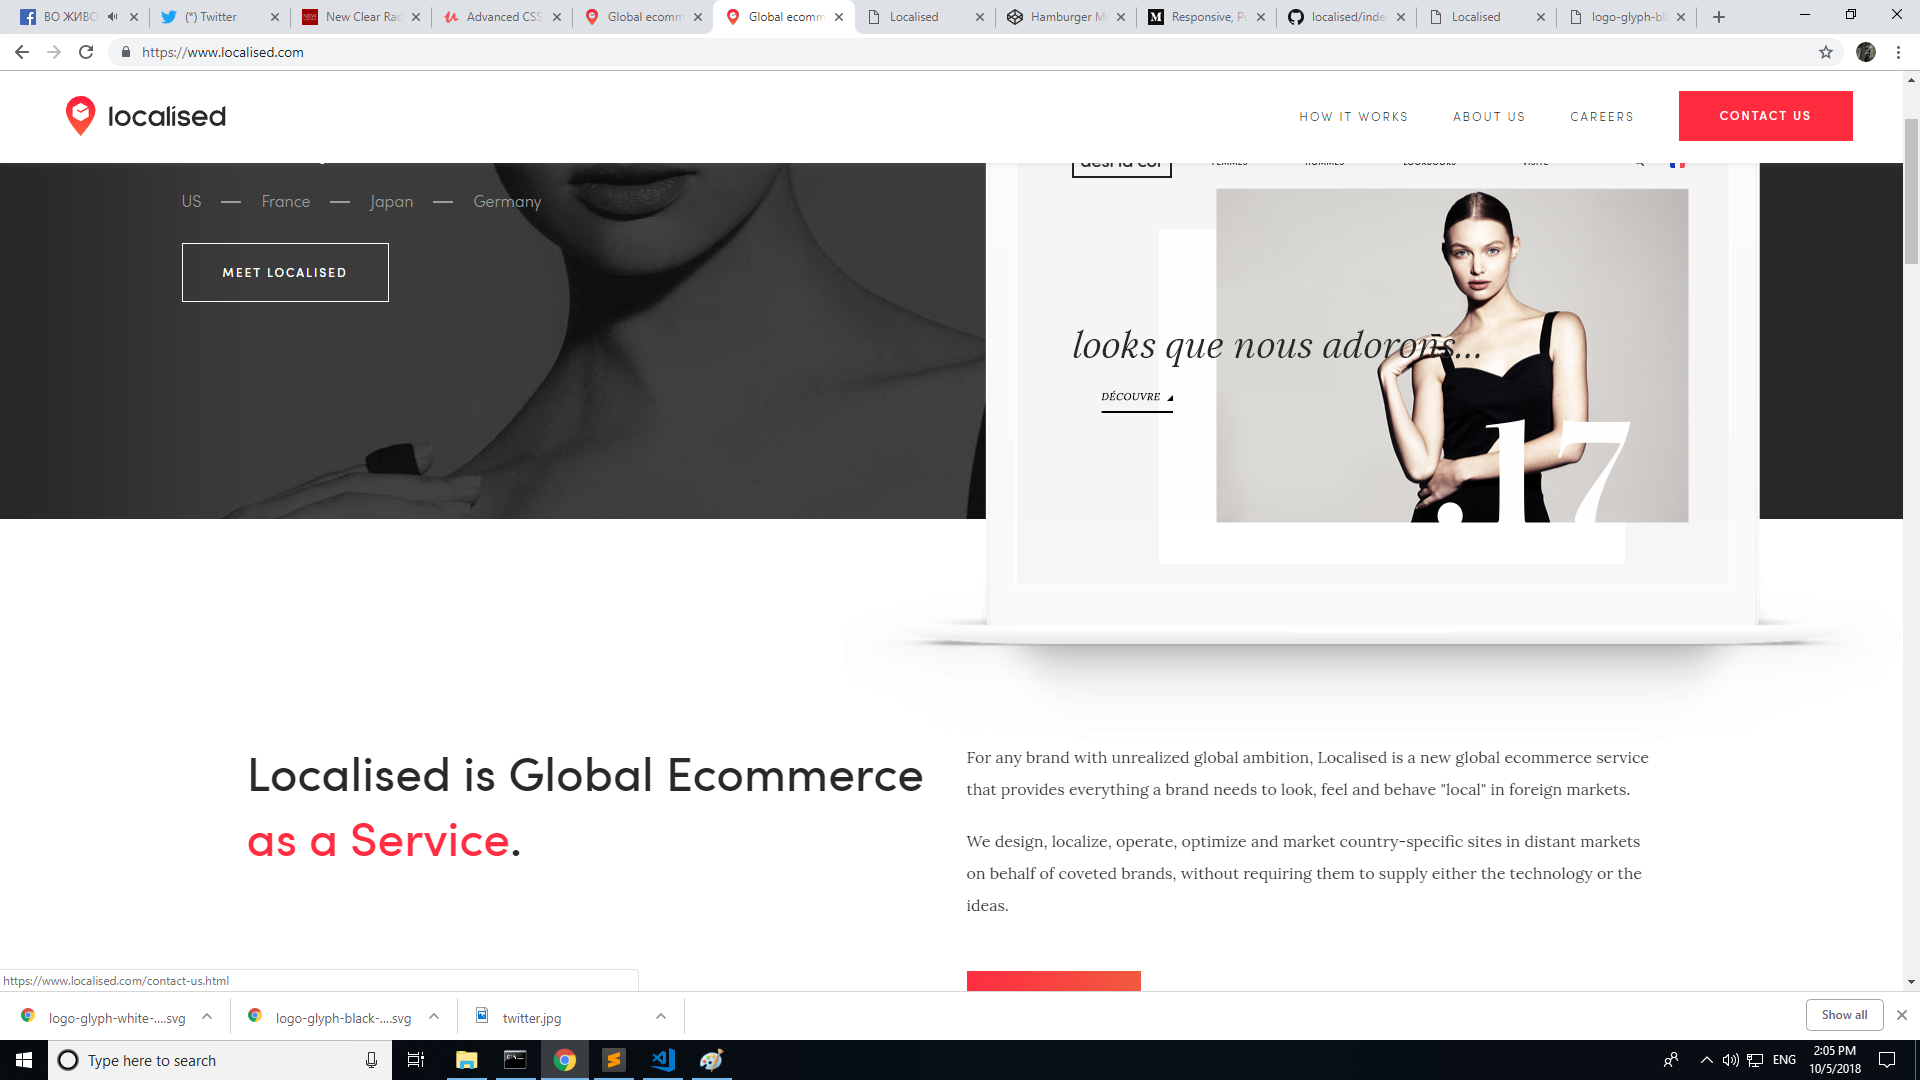 ВО ЖИВО
(*) Twitter
New Clear Rad
Advanced CSS
Global ecomm
Global ecomm
Localised
Hamburger M
Responsive, Pu
localised/inde
Localised
logo-glyph-bl
https://www.localised.com
localised
HOW IT WORKS
ABOUT US
CAREERS
CONTACT US
FEMMES
HOMMES
LOOKBOOKS
VISITE
US — France — Japan — Germany
MEET LOCALISED
looks que nous adorons...
DÉCOUVRE
.17
Localised is Global Ecommerce
as a Service.
For any brand with unrealized global ambition, Localised is a new global ecommerce service
that provides everything a brand needs to look, feel and behave "local" in foreign markets.
We design, localize, operate, optimize and market country-specific sites in distant markets
on behalf of coveted brands, without requiring them to supply either the technology or the
ideas.
https://www.localised.com/contact-us.html
logo-glyph-white-....svg
logo-glyph-black-....svg
twitter.jpg
Show all
Type here to search
ENG
2:05 PM
10/5/2018